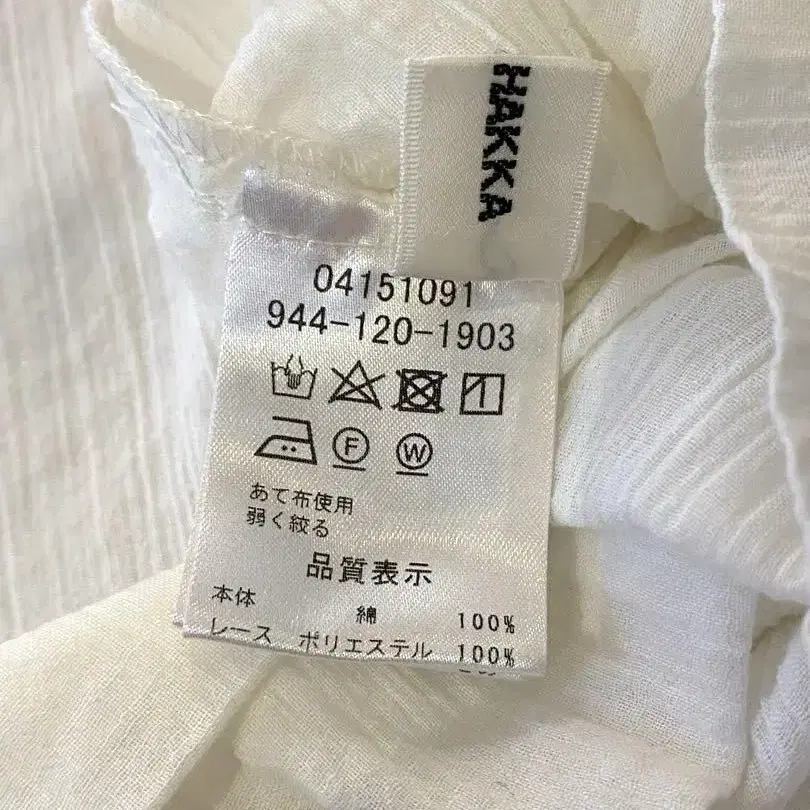 HAKKA
04151091
944-120-1903
F W
あて布使用
弱く絞る
品質表示
本体 綿 100%
レース ポリエステル 100%